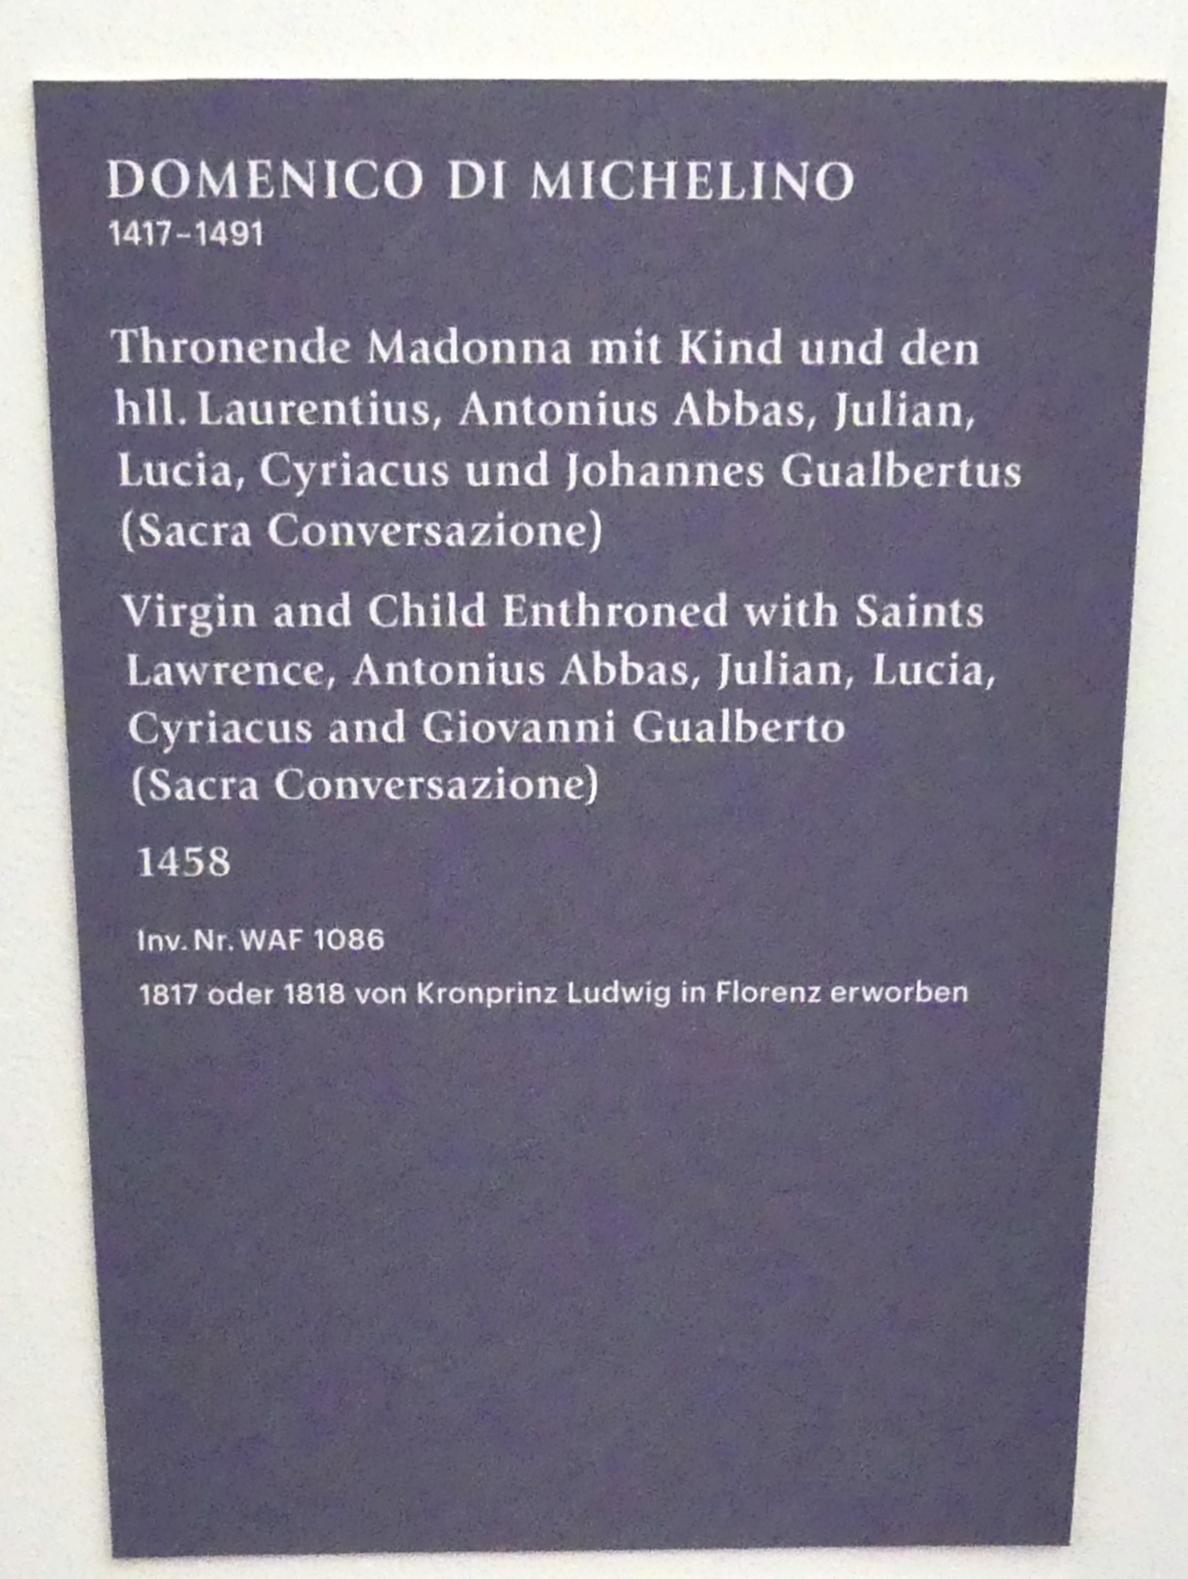 DOMENICO DI MICHELINO
1417–1491
Thronende Madonna mit Kind und den
hll. Laurentius, Antonius Abbas, Julian,
Lucia, Cyriacus und Johannes Gualbertus
(Sacra Conversazione)
Virgin and Child Enthroned with Saints
Lawrence, Antonius Abbas, Julian, Lucia,
Cyriacus and Giovanni Gualberto
(Sacra Conversazione)
1458
Inv. Nr. WAF 1086
1817 oder 1818 von Kronprinz Ludwig in Florenz erworben